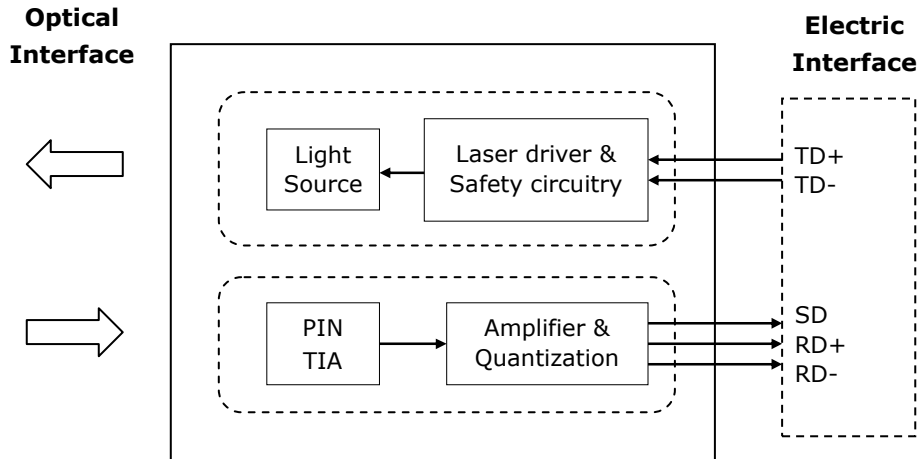 Optical
Interface
Electric
Interface
Light
Source
Laser driver &
Safety circuitry
TD+
TD-
PIN
TIA
Amplifier &
Quantization
SD
RD+
RD-